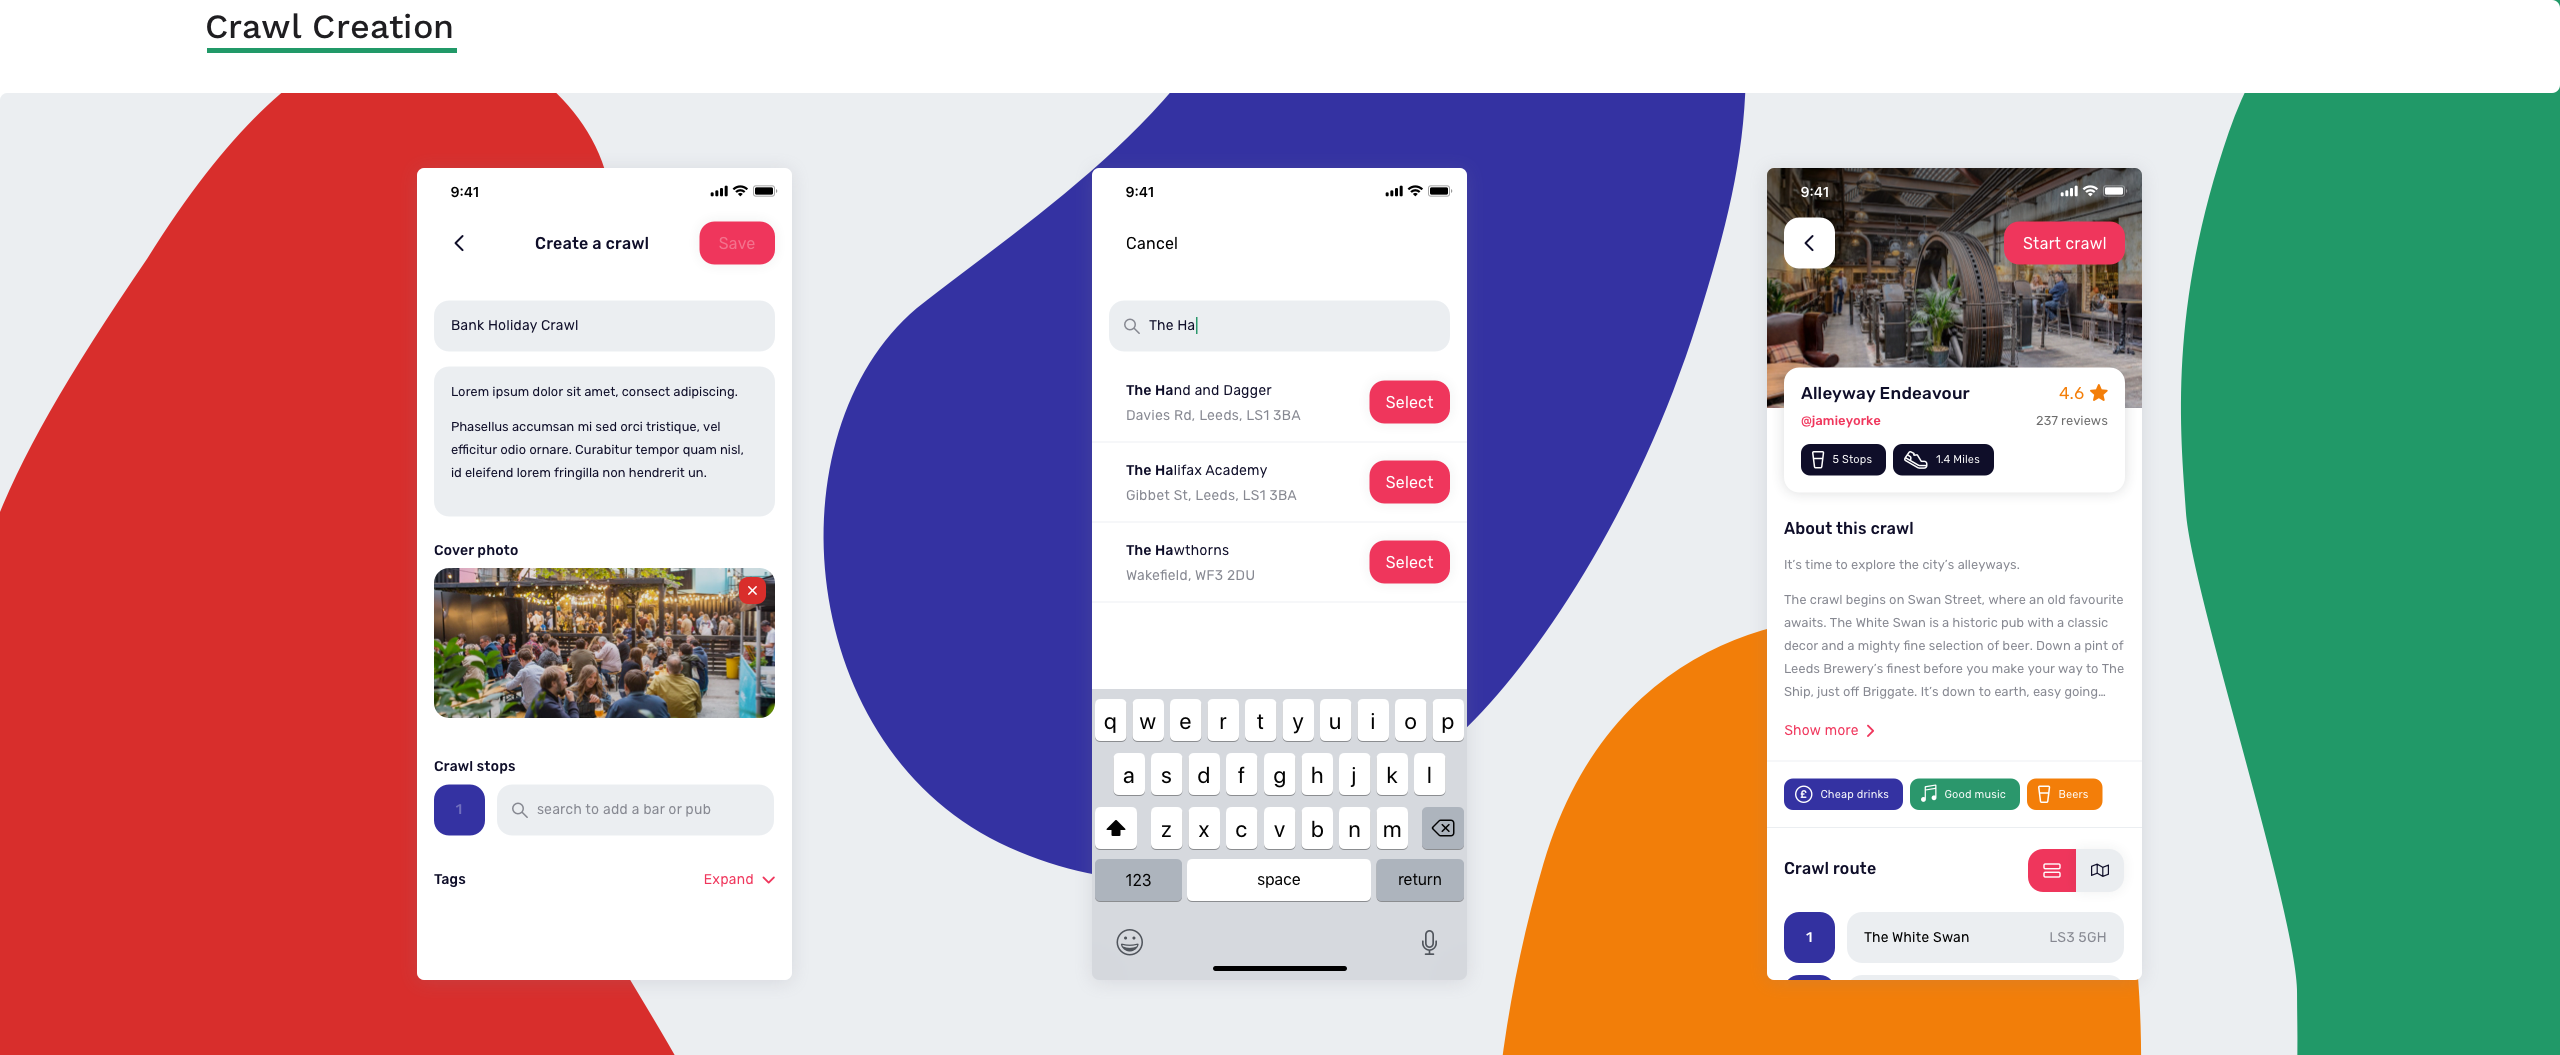 Crawl Creation
9:41
Create a crawl
Save
Bank Holiday Crawl
Lorem ipsum dolor sit amet, consect adipiscing.
Phasellus accumsan mi sed orci tristique, vel
efficitur odio ornare. Curabitur tempor quam nisl,
id eleifend lorem fringilla non hendrerit un.
Cover photo
Crawl stops
1
search to add a bar or pub
Tags
Expand
9:41
Cancel
The Ha
The Hand and Dagger
Davies Rd, Leeds, LS1 3BA
Select
The Halifax Academy
Gibbet St, Leeds, LS1 3BA
Select
The Hawthorns
Wakefield, WF3 2DU
Select
q w e r t y u i o p
a s d f g h j k l
z x c v b n m
123 space return
9:41
Start crawl
Alleyway Endeavour
4.6
@jamieyorke
237 reviews
5 Stops
1.4 Miles
About this crawl
It's time to explore the city's alleyways.
The crawl begins on Swan Street, where an old favourite
awaits. The White Swan is a historic pub with a classic
decor and a mighty fine selection of beer. Down a pint of
Leeds Brewery's finest before you make your way to The
Ship, just off Briggate. It's down to earth, easy going...
Show more
£ Cheap drinks
Good music
Beers
Crawl route
1
The White Swan
LS3 5GH